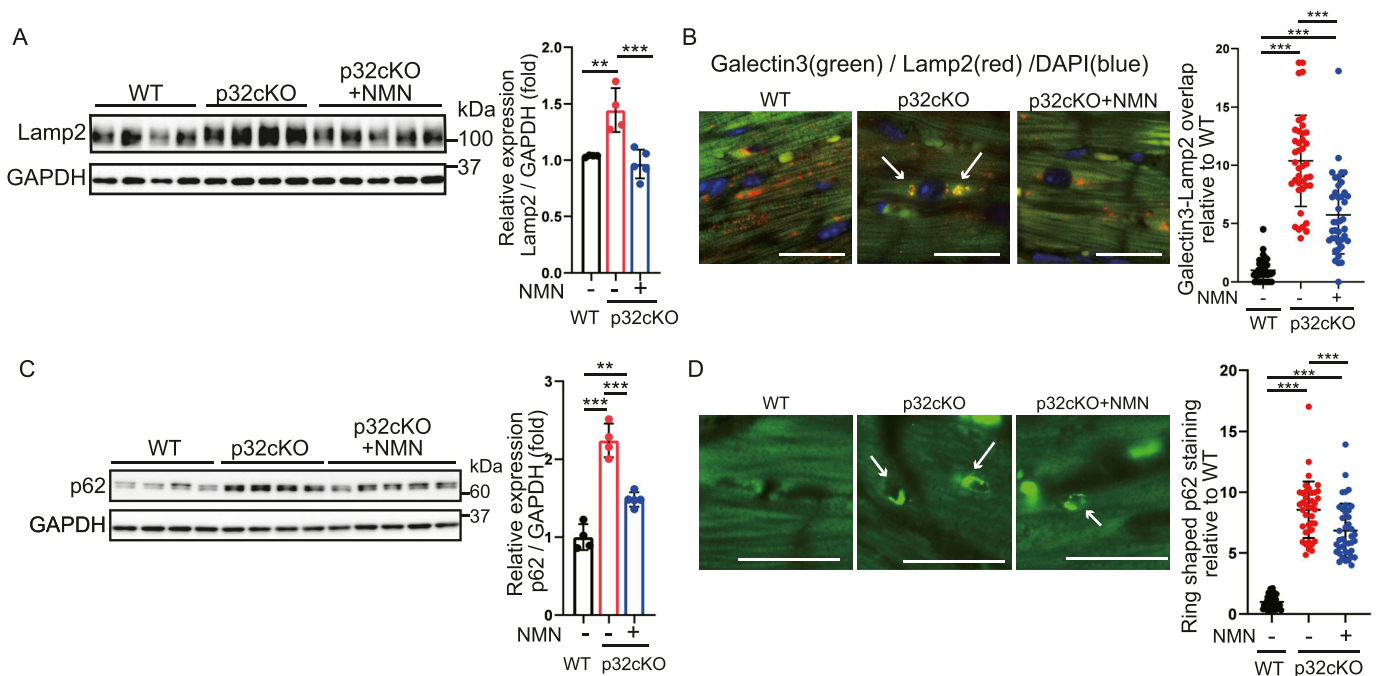 A
WT
p32cKO
p32cKO
+NMN
kDa
Lamp2
100
37
GAPDH
Relative expression
Lamp2 / GAPDH (fold)
2.0
1.5
1.0
0.5
0.0
**
***
NMN
-
-
+
WT
p32cKO
B
Galectin3(green) / Lamp2(red) /DAPI(blue)
WT
p32cKO
p32cKO+NMN
Galectin3-Lamp2 overlap
relative to WT
20
15
10
5
0
***
***
***
NMN
-
-
+
WT
p32cKO
C
WT
p32cKO
p32cKO
+NMN
kDa
p62
60
37
GAPDH
Relative expression
p62 / GAPDH (fold)
3
2
1
0
**
***
***
NMN
-
-
+
WT
p32cKO
D
WT
p32cKO
p32cKO+NMN
Ring shaped p62 staining
relative to WT
20
15
10
5
0
***
***
***
NMN
-
-
+
WT
p32cKO